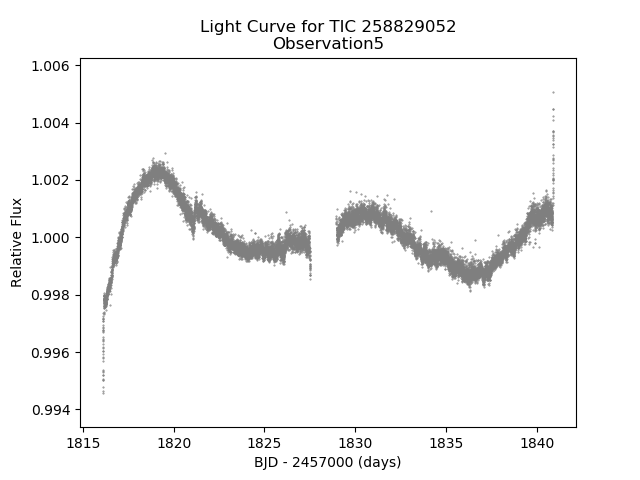 Light Curve for TIC 258829052
Observation5
1.006
1.004
1.002
1.000
0.998
0.996
0.994
Relative Flux
1815 1820 1825 1830 1835 1840
BJD - 2457000 (days)